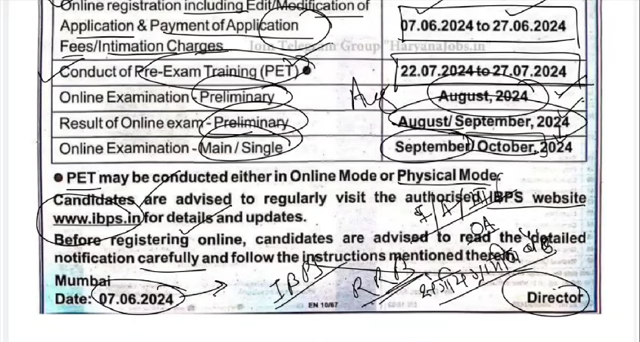 Online registration including Edit/Modification of
Application & Payment of Application
07.06.2024 to 27.06.2024
Fees/Intimation Charges
Join Telegram Group "HaryanaJobs.in
Conduct of Pre-Exam Training (PET) ●
22.07.2024 to 27.07.2024
Online Examination - Preliminary
Aug
August, 2024
Result of Online exam - Preliminary
August/ September, 2024
Online Examination - Main / Single
September/ October, 2024
● PET may be conducted either in Online Mode or Physical Mode.
Candidates are advised to regularly visit the authorised IBPS website
www.ibps.in for details and updates.
OA
Before registering online, candidates are advised to read the detailed
notification carefully and follow the instructions mentioned therein.
IBPS
RRB
Mumbai
Date: 07.06.2024
EN 10/67
Director